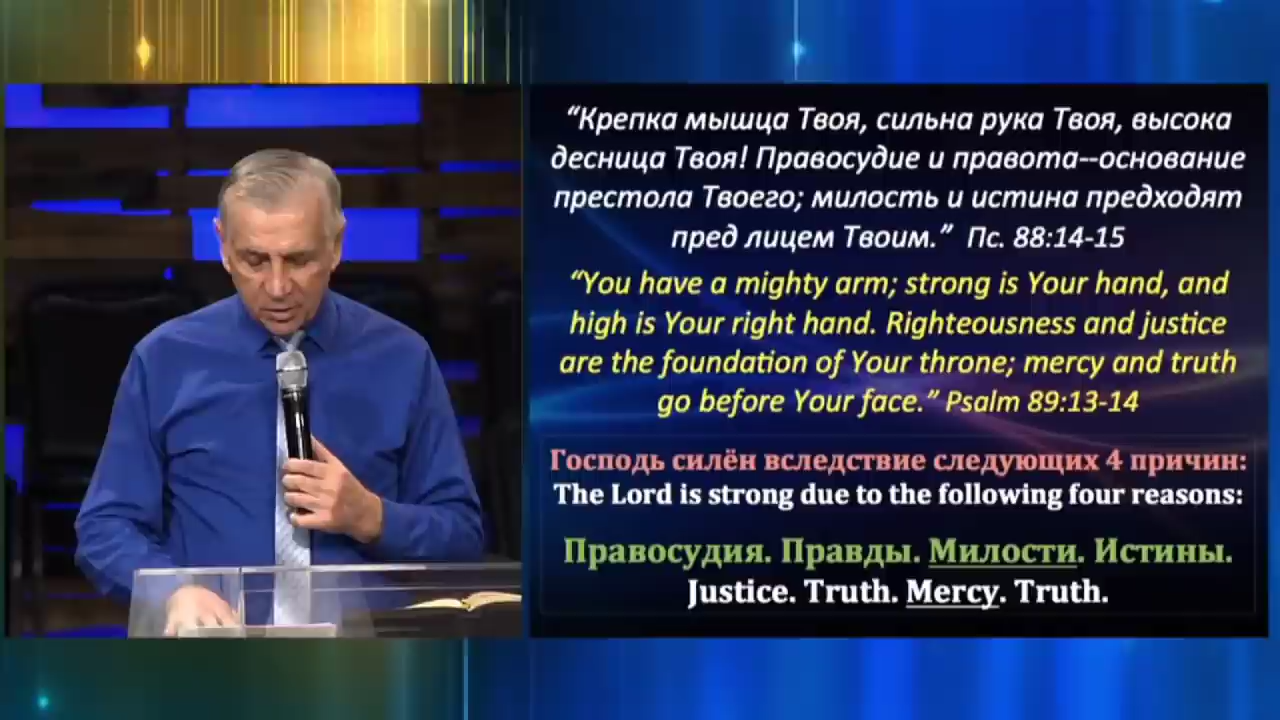 “Крепка мышца Твоя, сильна рука Твоя, высока
десница Твоя! Правосудие и правота--основание
престола Твоего; милость и истина предходят
пред лицем Твоим.” Пс. 88:14-15
“You have a mighty arm; strong is Your hand, and
high is Your right hand. Righteousness and justice
are the foundation of Your throne; mercy and truth
go before Your face.” Psalm 89:13-14
Господь силён вследствие следующих 4 причин:
The Lord is strong due to the following four reasons:
Правосудия. Правды. Милости. Истины.
Justice. Truth. Mercy. Truth.